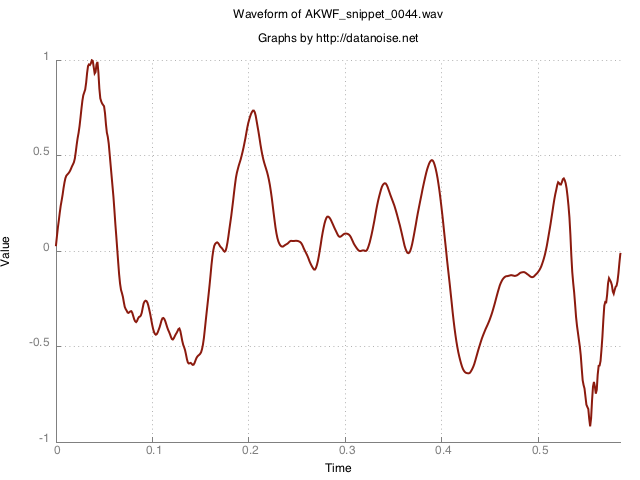 Waveform of AKWF_snippet_0044.wav
Graphs by http://datanoise.net
1
0.5
0
-0.5
-1
Value
0 0.1 0.2 0.3 0.4 0.5
Time